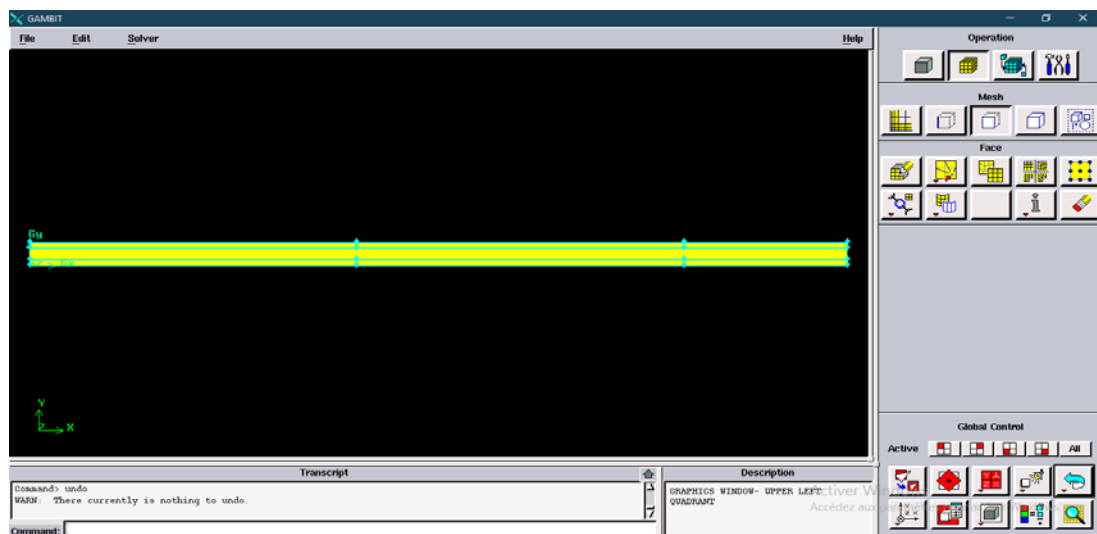 GAMBIT
File Edit Solver Help
Operation
Mesh
Face
Gy
Gx
Y
Z X
Global Control
Active All
Transcript
Command> undo
WARN: There currently is nothing to undo.
Command:
Description
GRAPHICS WINDOW- UPPER LEFT
QUADRANT
Activer
Accédez aux